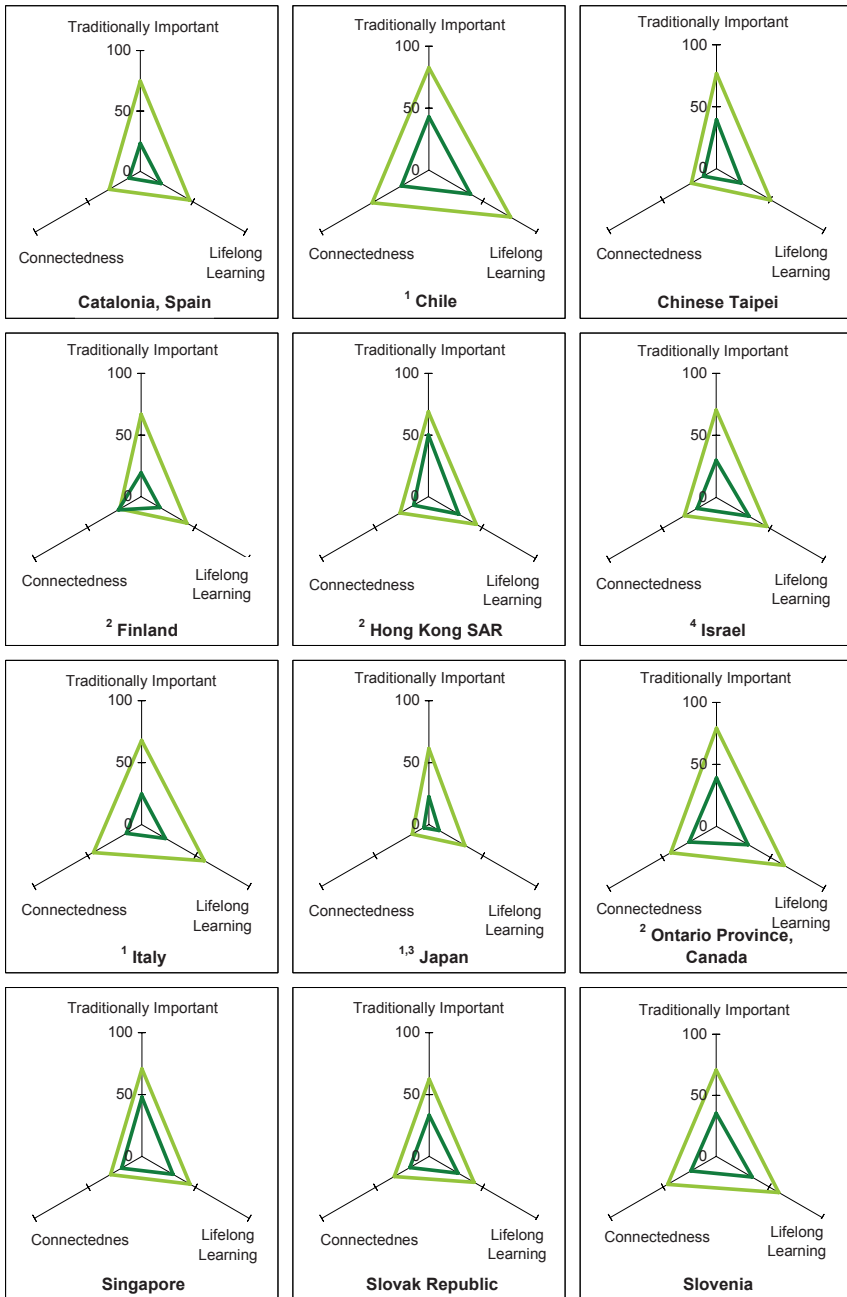 Traditionally Important
100
50
0
Connectedness
Lifelong
Learning
Catalonia, Spain
Traditionally Important
100
50
0
Connectedness
Lifelong
Learning
1 Chile
Traditionally Important
100
50
0
Connectedness
Lifelong
Learning
Chinese Taipei
Traditionally Important
100
50
0
Connectedness
Lifelong
Learning
2 Finland
Traditionally Important
100
50
0
Connectedness
Lifelong
Learning
2 Hong Kong SAR
Traditionally Important
100
50
0
Connectedness
Lifelong
Learning
4 Israel
Traditionally Important
100
50
0
Connectedness
Lifelong
Learning
1 Italy
Traditionally Important
100
50
0
Connectedness
Lifelong
Learning
1,3 Japan
Traditionally Important
100
50
0
Connectedness
Lifelong
Learning
2 Ontario Province,
Canada
Traditionally Important
100
50
0
Connectednes
Lifelong
Learning
Singapore
Traditionally Important
100
50
0
Connectedness
Lifelong
Learning
Slovak Republic
Traditionally Important
100
50
0
Connectedness
Lifelong
Learning
Slovenia